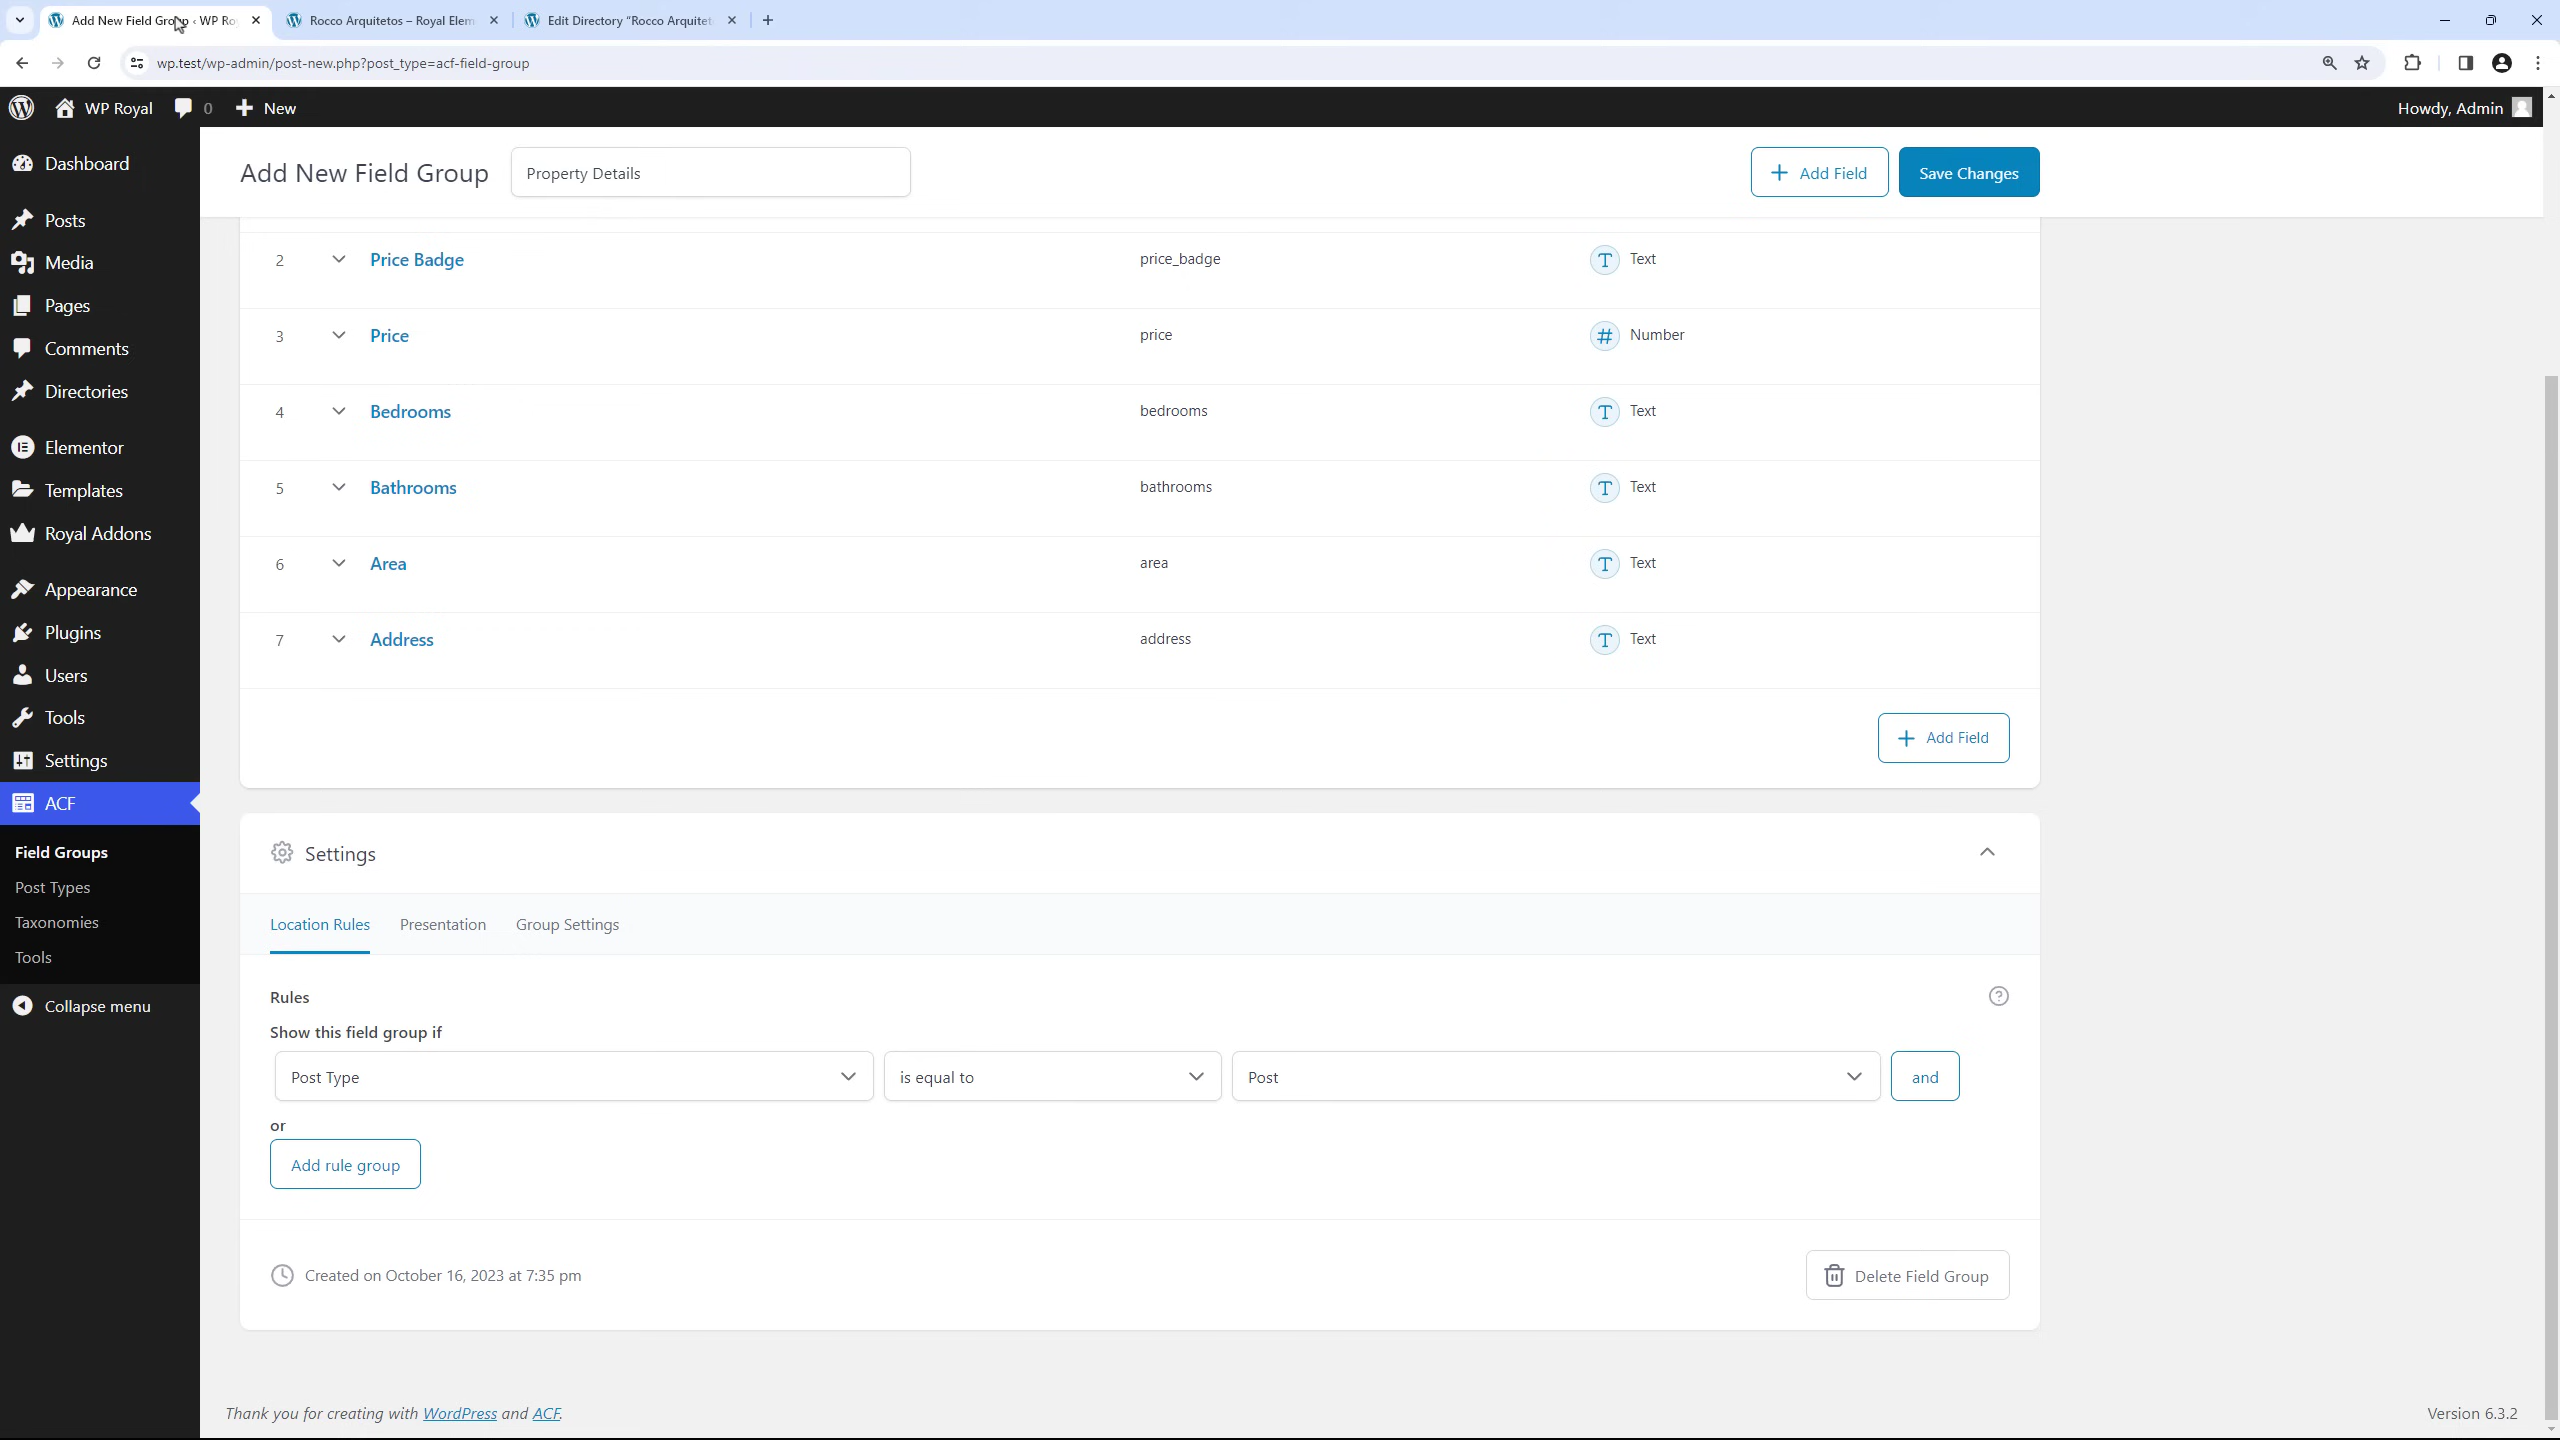 Add New Field Group ‹ WP Ro
Rocco Arquitetos – Royal Elem
Edit Directory "Rocco Arquitet
wp.test/wp-admin/post-new.php?post_type=acf-field-group
WP Royal
0
New
Howdy, Admin
Dashboard
Posts
Media
Pages
Comments
Directories
Elementor
Templates
Royal Addons
Appearance
Plugins
Users
Tools
Settings
ACF
Field Groups
Post Types
Taxonomies
Tools
Collapse menu
Add New Field Group
Property Details
Add Field
Save Changes
2 Price Badge price_badge Text
3 Price price # Number
4 Bedrooms bedrooms Text
5 Bathrooms bathrooms Text
6 Area area Text
7 Address address Text
Add Field
Settings
Location Rules Presentation Group Settings
Rules
Show this field group if
Post Type is equal to Post and
or
Add rule group
Created on October 16, 2023 at 7:35 pm
Delete Field Group
Thank you for creating with WordPress and ACF.
Version 6.3.2